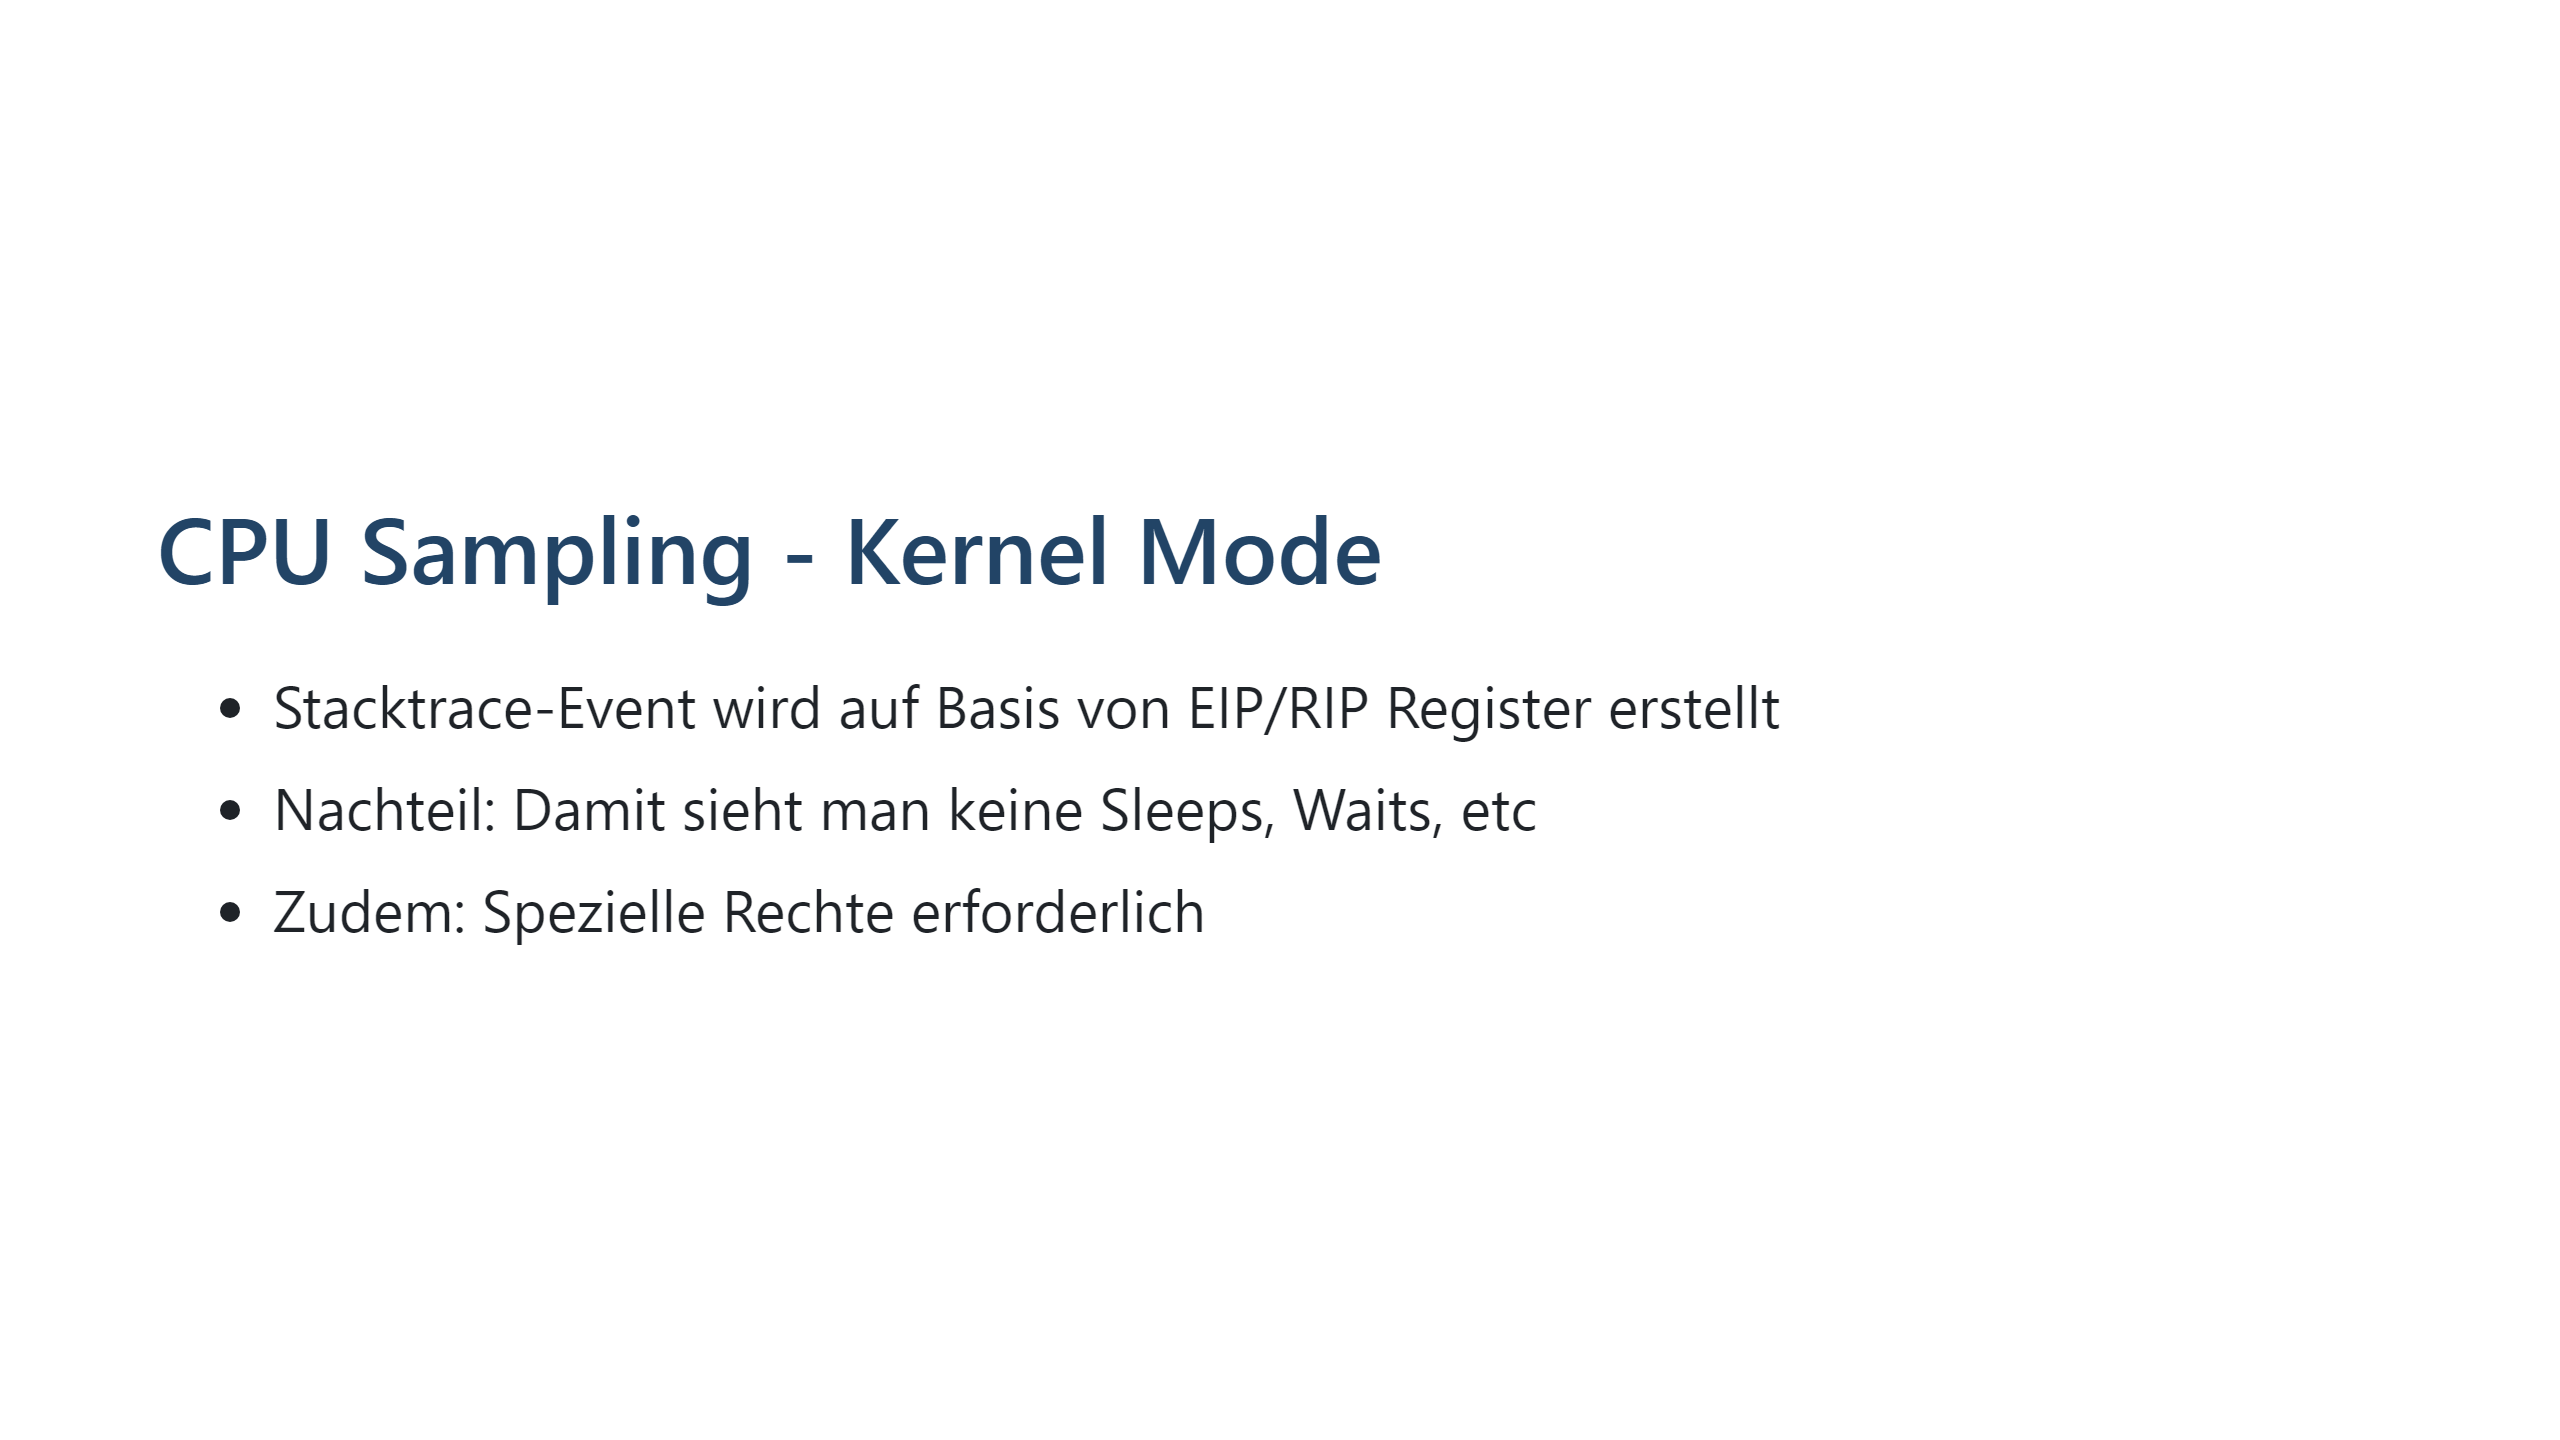 CPU Sampling - Kernel Mode
• Stacktrace-Event wird auf Basis von EIP/RIP Register erstellt
• Nachteil: Damit sieht man keine Sleeps, Waits, etc
• Zudem: Spezielle Rechte erforderlich